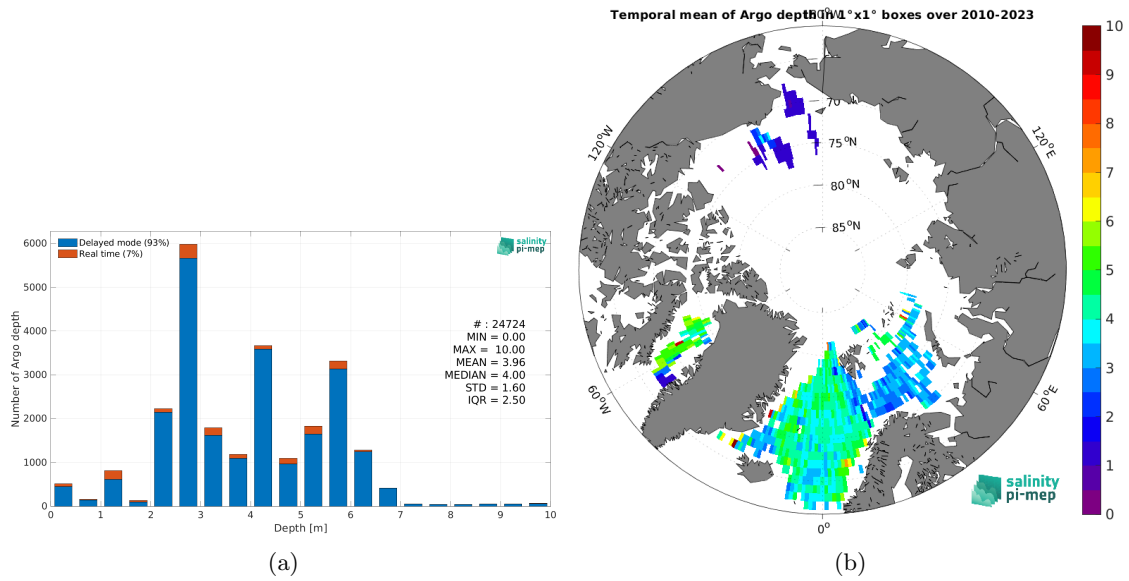 Delayed mode (93%)
Real time (7%)
salinity
pi-mep
# : 24724
MIN = 0.00
MAX = 10.00
MEAN = 3.96
MEDIAN = 4.00
STD = 1.60
IQR = 2.50
Number of Argo depth
6000
5000
4000
3000
2000
1000
0
0 1 2 3 4 5 6 7 8 9 10
Depth [m]
(a)
Temporal mean of Argo depth in 1°x1° boxes over 2010-2023
180°W
120°W
120°E
70°N
75°N
80°N
85°N
60°W
60°E
0°
salinity
pi-mep
10
9
8
7
6
5
4
3
2
1
0
(b)